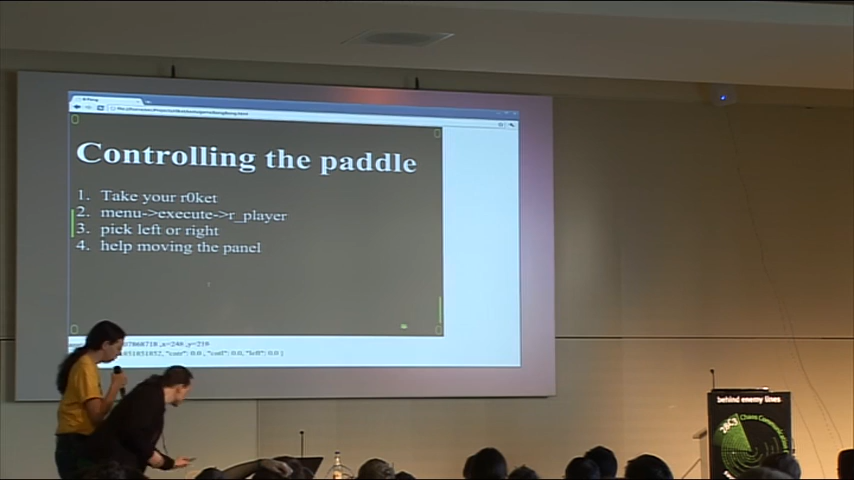 Controlling the paddle
1. Take your r0ket
2. menu->execute->r_player
3. pick left or right
4. help moving the panel
behind enemy lines
28C3